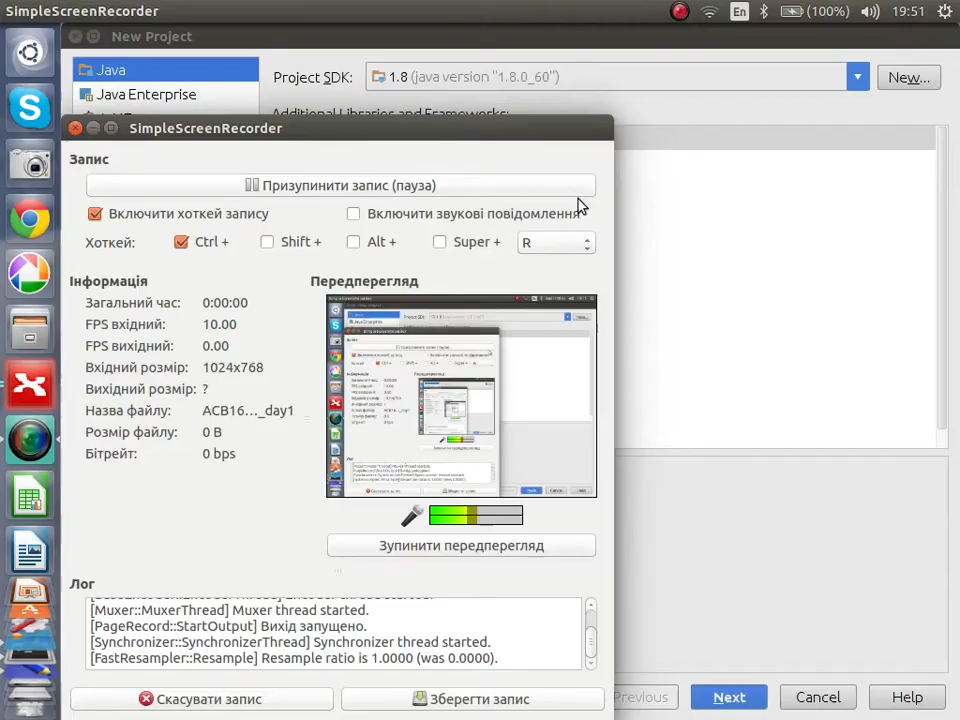 SimpleScreenRecorder
En
(100%)
19:51
New Project
Java
Java Enterprise
Project SDK:
1.8 (java version "1.8.0_60")
New...
Additional Libraries and Frameworks:
SimpleScreenRecorder
Запис
Призупинити запис (пауза)
Включити хоткей запису
Включити звукові повідомлення
Хоткей:
Ctrl +
Shift +
Alt +
Super +
R
Інформація
Передперегляд
Загальний час: 0:00:00
FPS вхідний: 10.00
FPS вихідний: 0.00
Вхідний розмір: 1024x768
Вихідний розмір: ?
Назва файлу: ACB16…_day1
Розмір файлу: 0 B
Бітрейт: 0 bps
Зупинити передперегляд
Лог
[Muxer::MuxerThread] Muxer thread started.
[PageRecord::StartOutput] Вихід запущено.
[Synchronizer::SynchronizerThread] Synchronizer thread started.
[FastResampler::Resample] Resample ratio is 1.0000 (was 0.0000).
Скасувати запис
Зберегти запис
Previous
Next
Cancel
Help